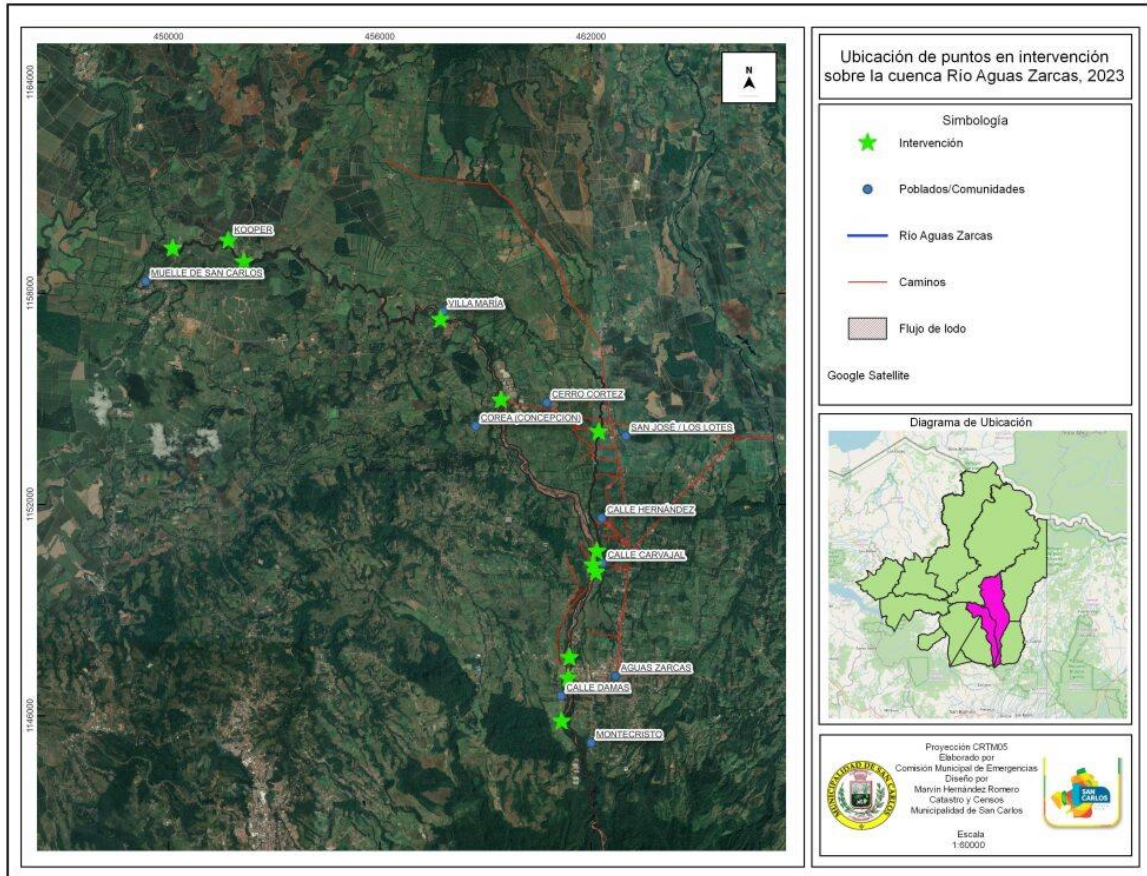 450000
456000
462000
1164000
1158000
1152000
1146000
N
KOOPER
MUELLE DE SAN CARLOS
VILLA MARÍA
CERRO CORTEZ
COREA (CONCEPCION)
SAN JOSÉ / LOS LOTES
CALLE HERNÁNDEZ
CALLE CARVAJAL
AGUAS ZARCAS
CALLE DAMAS
MONTECRISTO
Ubicación de puntos en intervención
sobre la cuenca Río Aguas Zarcas, 2023
Simbología
Intervención
Poblados/Comunidades
Río Aguas Zarcas
Caminos
Flujo de lodo
Google Satellite
Diagrama de Ubicación
Proyección CRTM05
Elaborado por
Comisión Municipal de Emergencias
Diseño por
Marvin Hernández Romero
Catastro y Censos
Municipalidad de San Carlos
Escala
1:60000
MUNICIPALIDAD DE SAN CARLOS
SAN
CARLOS